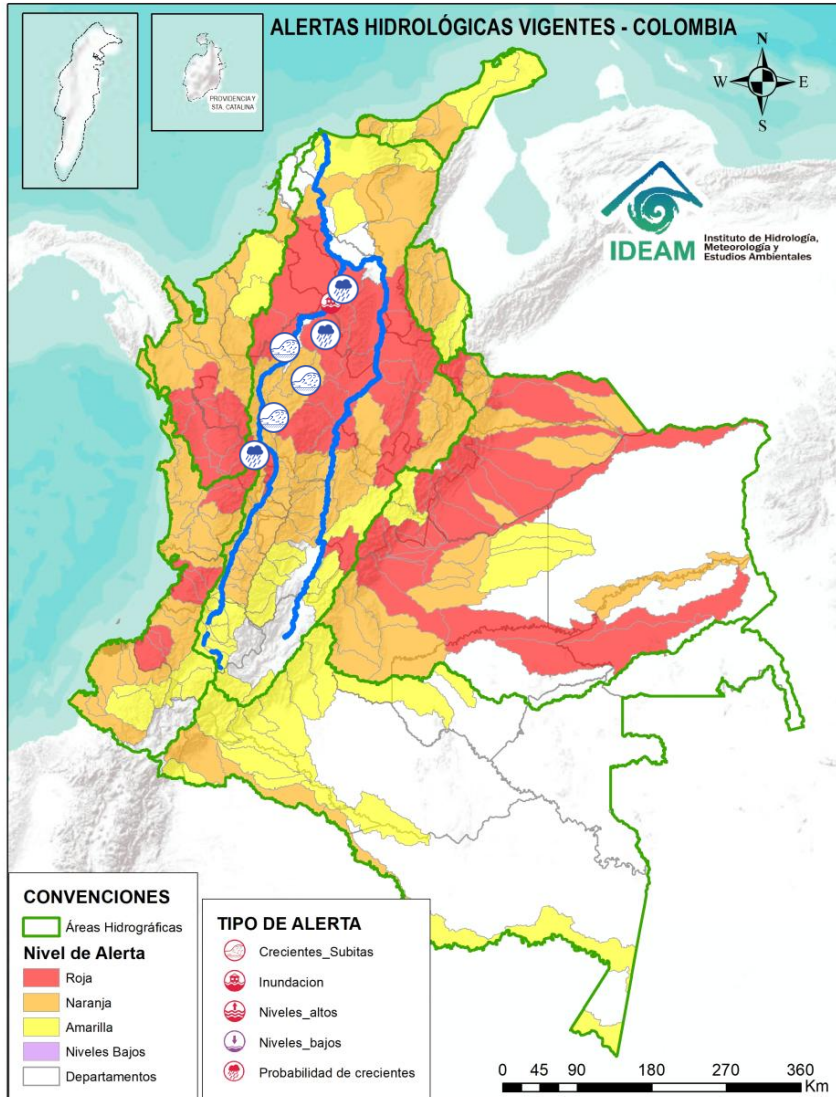 ALERTAS HIDROLÓGICAS VIGENTES - COLOMBIA
PROVIDENCIA Y
STA. CATALINA
N
W
E
S
IDEAM
Instituto de Hidrología,
Meteorología y
Estudios Ambientales
CONVENCIONES
Áreas Hidrográficas
Nivel de Alerta
Roja
Naranja
Amarilla
Niveles Bajos
Departamentos
TIPO DE ALERTA
Crecientes_Subitas
Inundacion
Niveles_altos
Niveles_bajos
Probabilidad de crecientes
0 45 90 180 270 360
Km